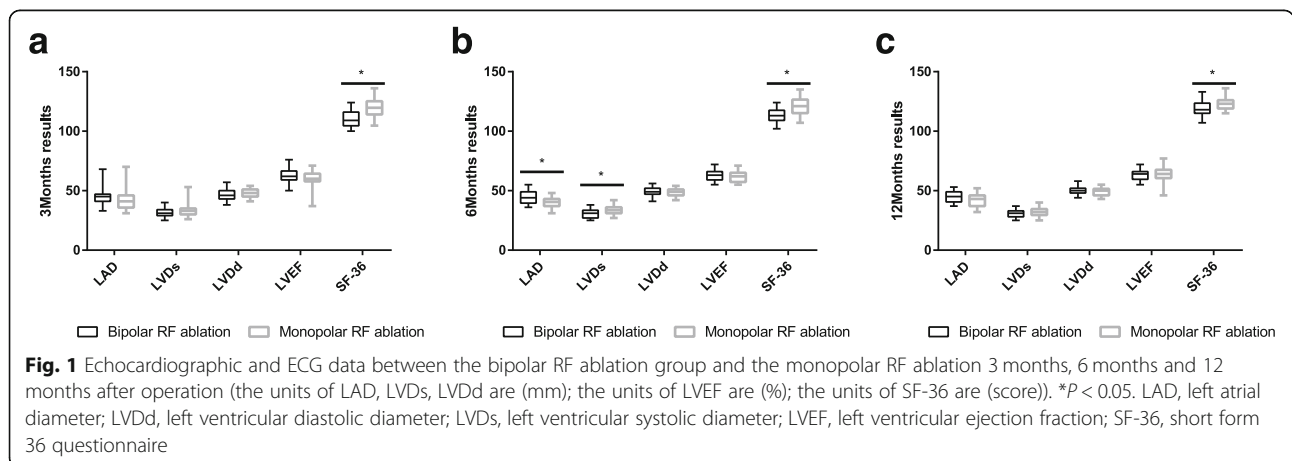 a
b
c
150
100
50
0
3Months results
*
LAD
LVDs
LVDd
LVEF
SF-36
Bipolar RF ablation
Monopolar RF ablation
150
100
50
0
6Months results
*
*
*
LAD
LVDs
LVDd
LVEF
SF-36
Bipolar RF ablation
Monopolar RF ablation
150
100
50
0
12Months results
*
LAD
LVDs
LVDd
LVEF
SF-36
Bipolar RF ablation
Monopolar RF ablation
Fig. 1 Echocardiographic and ECG data between the bipolar RF ablation group and the monopolar RF ablation 3 months, 6 months and 12
months after operation (the units of LAD, LVDs, LVDd are (mm); the units of LVEF are (%); the units of SF-36 are (score)). *P < 0.05. LAD, left atrial
diameter; LVDd, left ventricular diastolic diameter; LVDs, left ventricular systolic diameter; LVEF, left ventricular ejection fraction; SF-36, short form
36 questionnaire